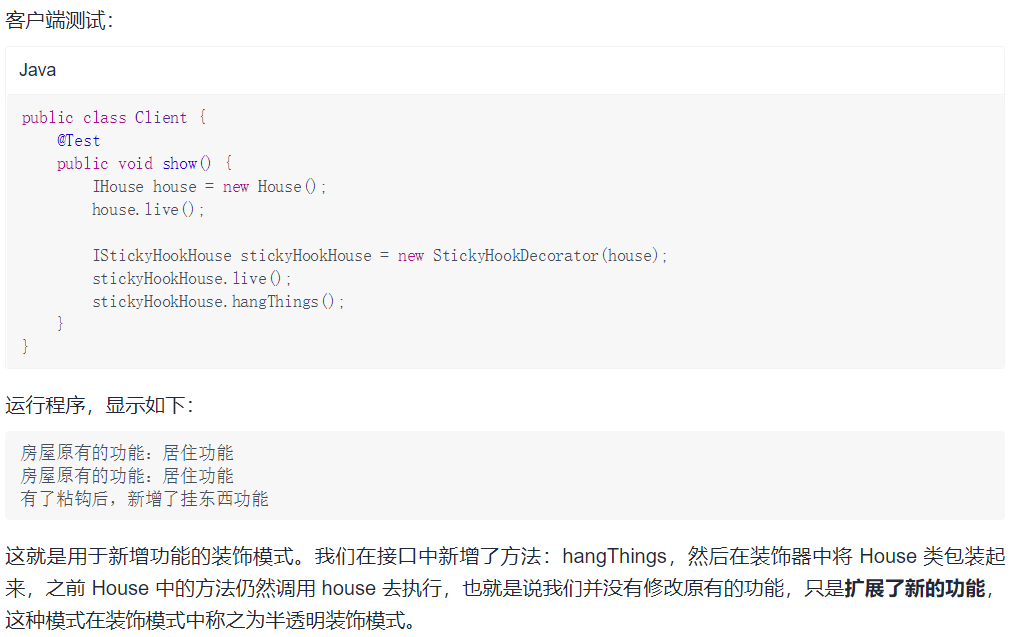 客户端测试：
Java
public class Client {
    @Test
    public void show() {
        IHouse house = new House();
        house.live();
        IStickyHookHouse stickyHookHouse = new StickyHookDecorator(house);
        stickyHookHouse.live();
        stickyHookHouse.hangThings();
    }
}
运行程序，显示如下：
房屋原有的功能：居住功能
房屋原有的功能：居住功能
有了粘钩后，新增了挂东西功能
这就是用于新增功能的装饰模式。我们在接口中新增了方法：hangThings，然后在装饰器中将 House 类包装起
来，之前 House 中的方法仍然调用 house 去执行，也就是说我们并没有修改原有的功能，只是扩展了新的功能，
这种模式在装饰模式中称之为半透明装饰模式。